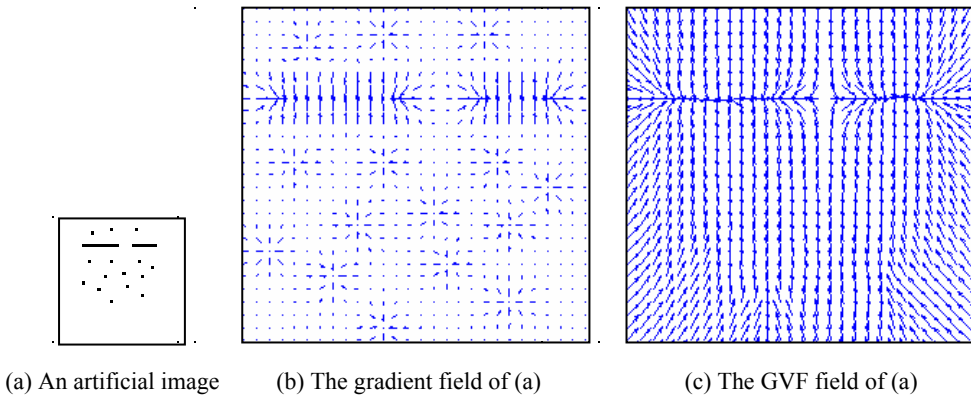 (a) An artificial image
(b) The gradient field of (a)
(c) The GVF field of (a)